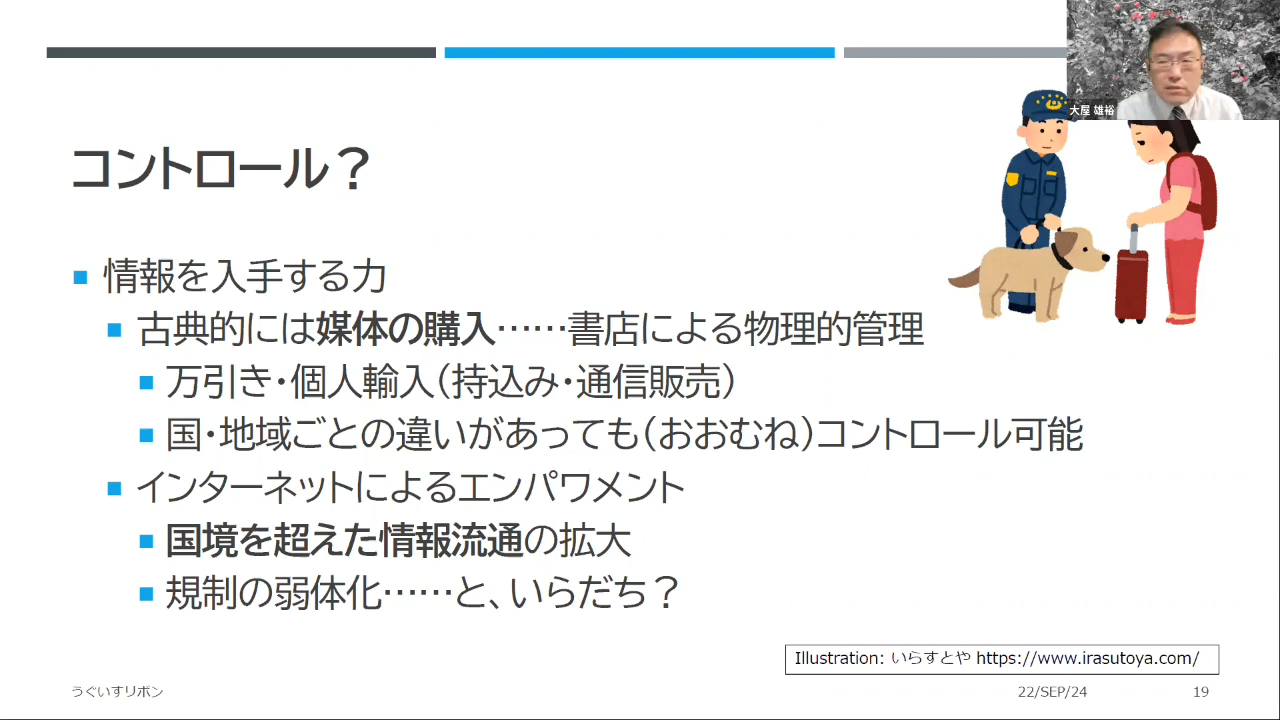 大屋 雄裕
コントロール？
情報を入手する力
古典的には媒体の購入……書店による物理的管理
万引き・個人輸入（持込み・通信販売）
国・地域ごとの違いがあっても（おおむね）コントロール可能
インターネットによるエンパワメント
国境を超えた情報流通の拡大
規制の弱体化……と、いらだち？
Illustration: いらすとや https://www.irasutoya.com/
うぐいすリボン
22/SEP/24
19